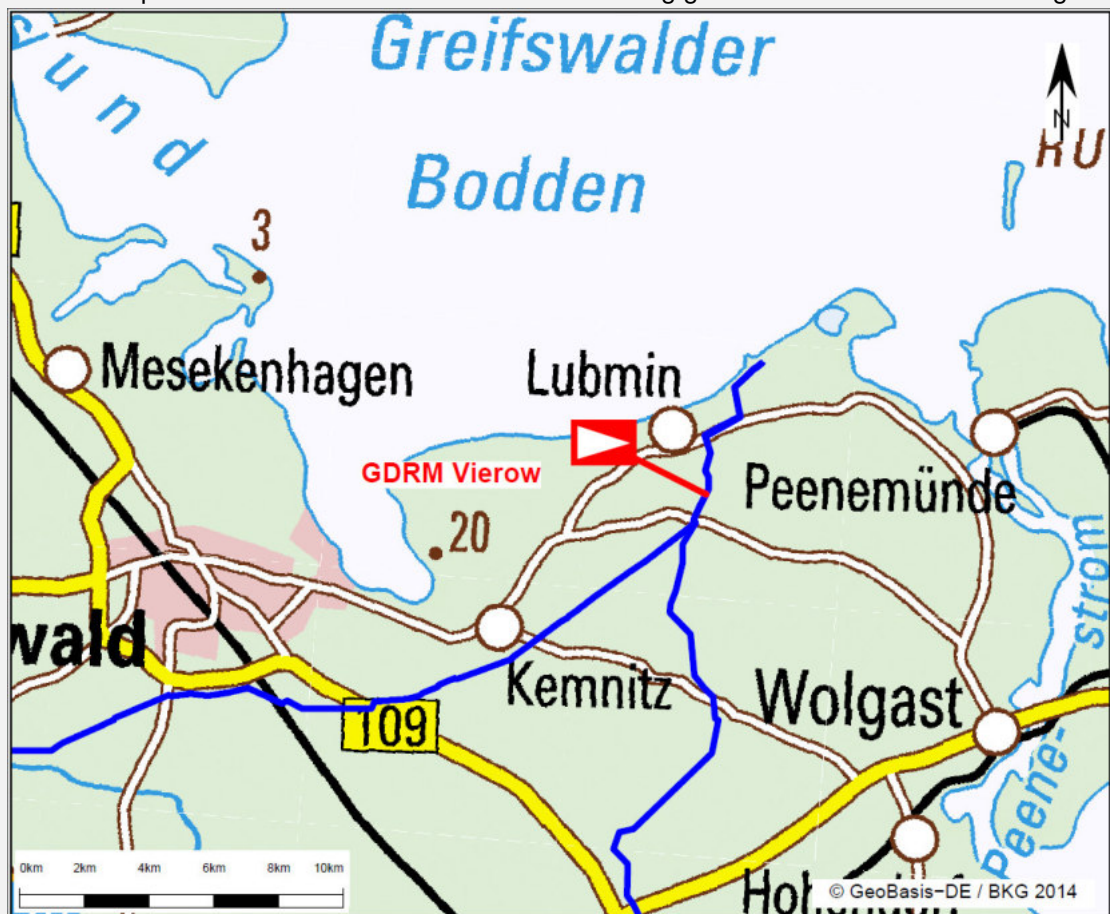 Greifswalder
Bodden
Sund
N
RU
3
Mesekenhagen
Lubmin
GDRM Vierow
Peenemünde
20
wald
Kemnitz
Wolgast
109
Peene-
strom
0km 2km 4km 6km 8km 10km
© GeoBasis-DE / BKG 2014